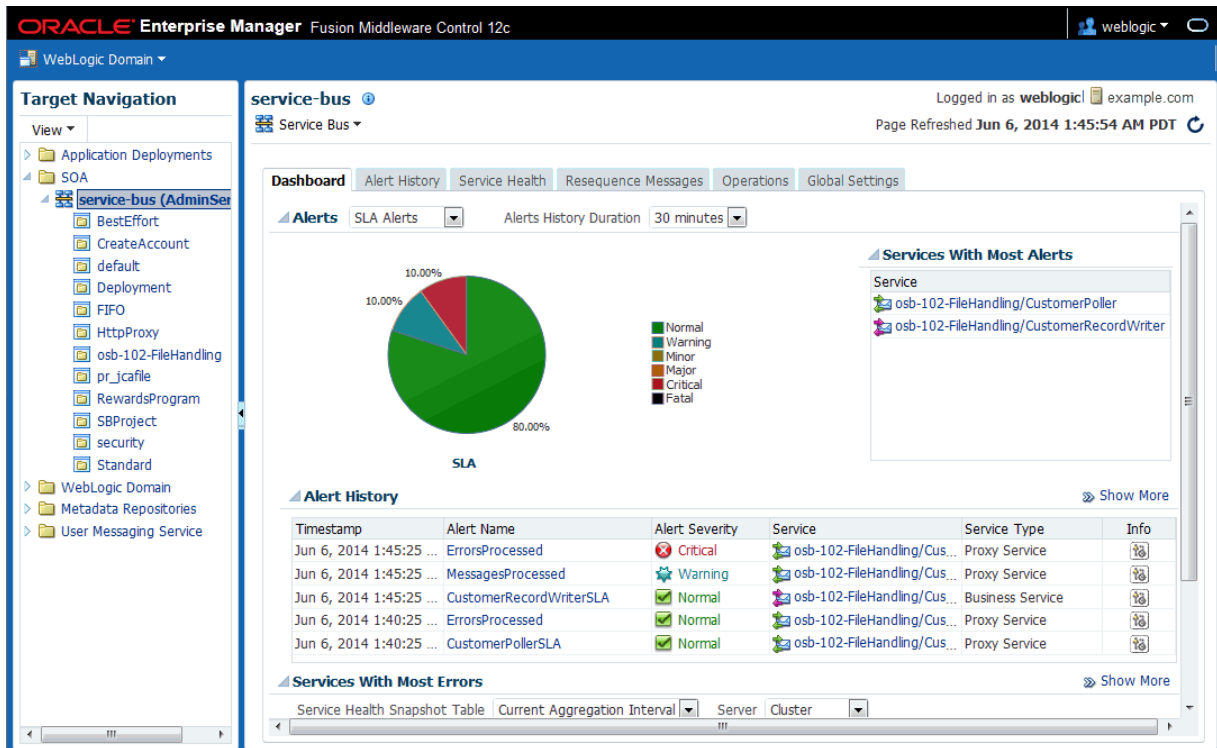 ORACLE Enterprise Manager Fusion Middleware Control 12c
weblogic
WebLogic Domain
Target Navigation
View
Application Deployments
SOA
service-bus (AdminSer
BestEffort
CreateAccount
default
Deployment
FIFO
HttpProxy
osb-102-FileHandling
pr_jcafile
RewardsProgram
SBProject
security
Standard
WebLogic Domain
Metadata Repositories
User Messaging Service
service-bus
Logged in as weblogic| example.com
Service Bus
Page Refreshed Jun 6, 2014 1:45:54 AM PDT
Dashboard Alert History Service Health Resequence Messages Operations Global Settings
Alerts SLA Alerts Alerts History Duration 30 minutes
10.00%
10.00%
80.00%
SLA
Normal
Warning
Minor
Major
Critical
Fatal
Services With Most Alerts
Service
osb-102-FileHandling/CustomerPoller
osb-102-FileHandling/CustomerRecordWriter
Alert History Show More
Timestamp Alert Name Alert Severity Service Service Type Info
Jun 6, 2014 1:45:25 ... ErrorsProcessed Critical osb-102-FileHandling/Cus... Proxy Service
Jun 6, 2014 1:45:25 ... MessagesProcessed Warning osb-102-FileHandling/Cus... Proxy Service
Jun 6, 2014 1:45:25 ... CustomerRecordWriterSLA Normal osb-102-FileHandling/Cus... Business Service
Jun 6, 2014 1:40:25 ... ErrorsProcessed Normal osb-102-FileHandling/Cus... Proxy Service
Jun 6, 2014 1:40:25 ... CustomerPollerSLA Normal osb-102-FileHandling/Cus... Proxy Service
Services With Most Errors Show More
Service Health Snapshot Table Current Aggregation Interval Server Cluster